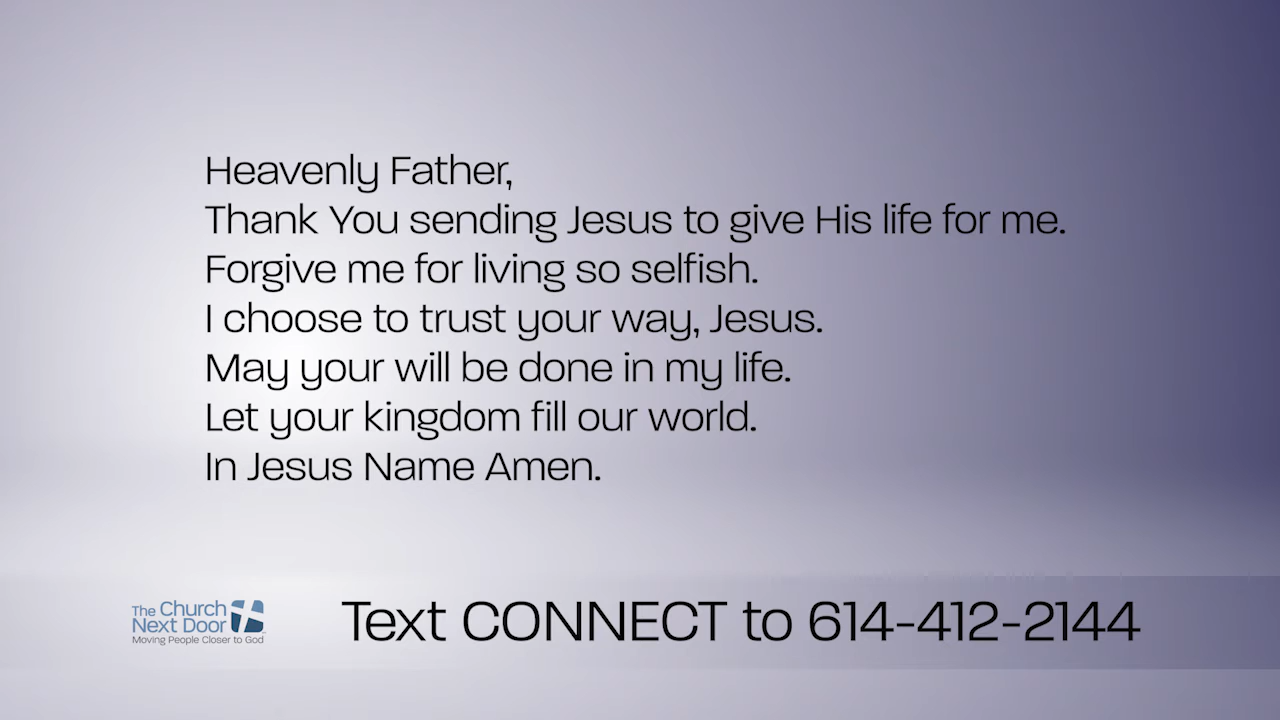 Heavenly Father,
Thank You sending Jesus to give His life for me.
Forgive me for living so selfish.
I choose to trust your way, Jesus.
May your will be done in my life.
Let your kingdom fill our world.
In Jesus Name Amen.
The Church
Next Door
Moving People Closer to God
Text CONNECT to 614-412-2144